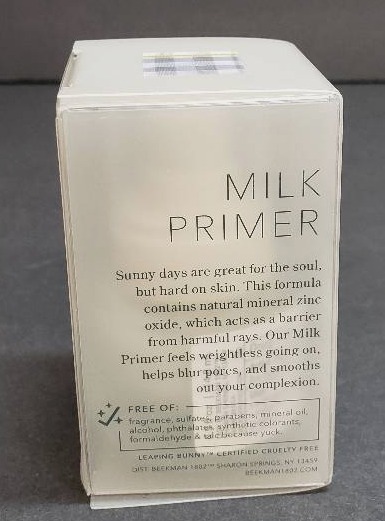 MILK
PRIMER
Sunny days are great for the soul,
but hard on skin. This formula
contains natural mineral zinc
oxide, which acts as a barrier
from harmful rays. Our Milk
Primer feels weightless going on,
helps blur pores, and smooths
out your complexion.
FREE OF:
fragrance, sulfates, parabens, mineral oil,
alcohol, phthalates, synthetic colorants,
formaldehyde & talc because yuck.
LEAPING BUNNY™ CERTIFIED CRUELTY FREE
DIST. BEEKMAN 1802™ SHARON SPRINGS, NY 13459
BEEKMAN1802.COM